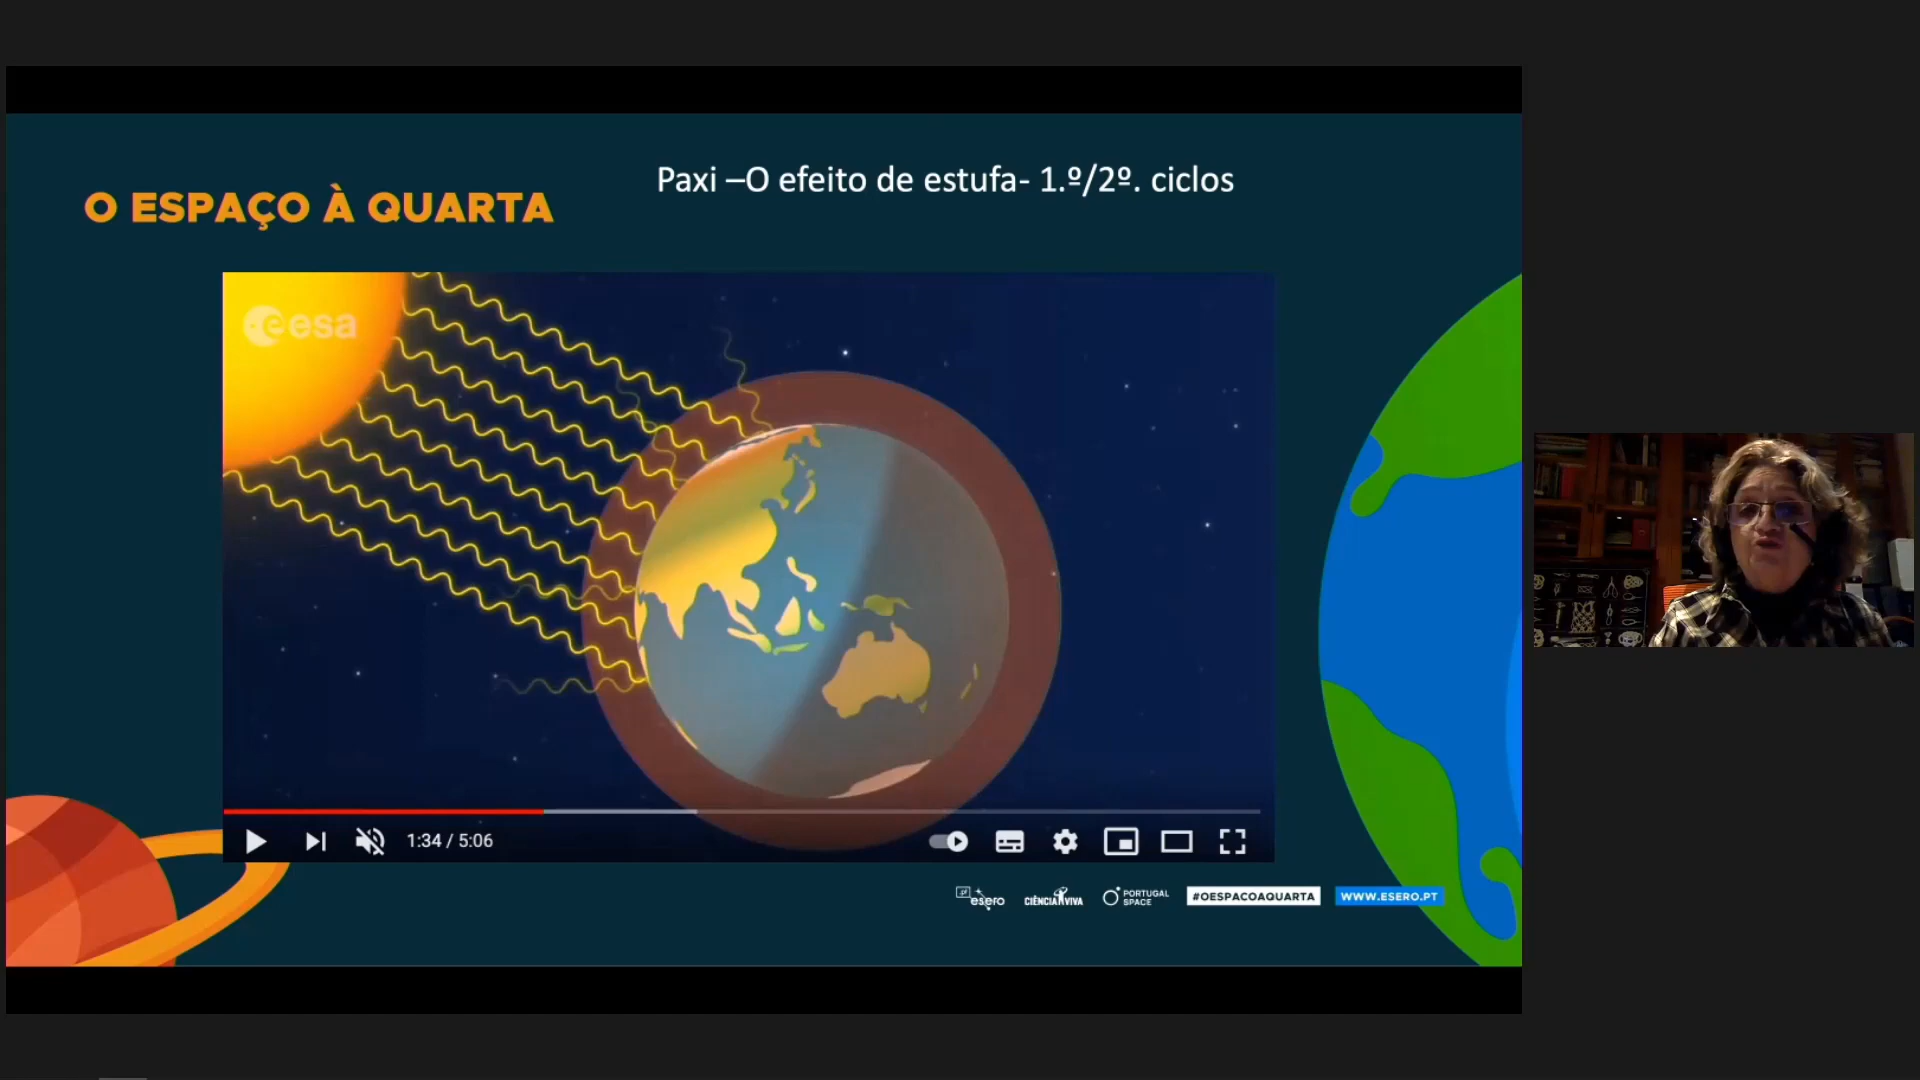 Paxi –O efeito de estufa- 1.º/2º. ciclos
O ESPAÇO À QUARTA
esa
1:34 / 5:06
esero
CIÊNCIA VIVA
PORTUGAL
SPACE
#OESPACOAQUARTA
WWW.ESERO.PT